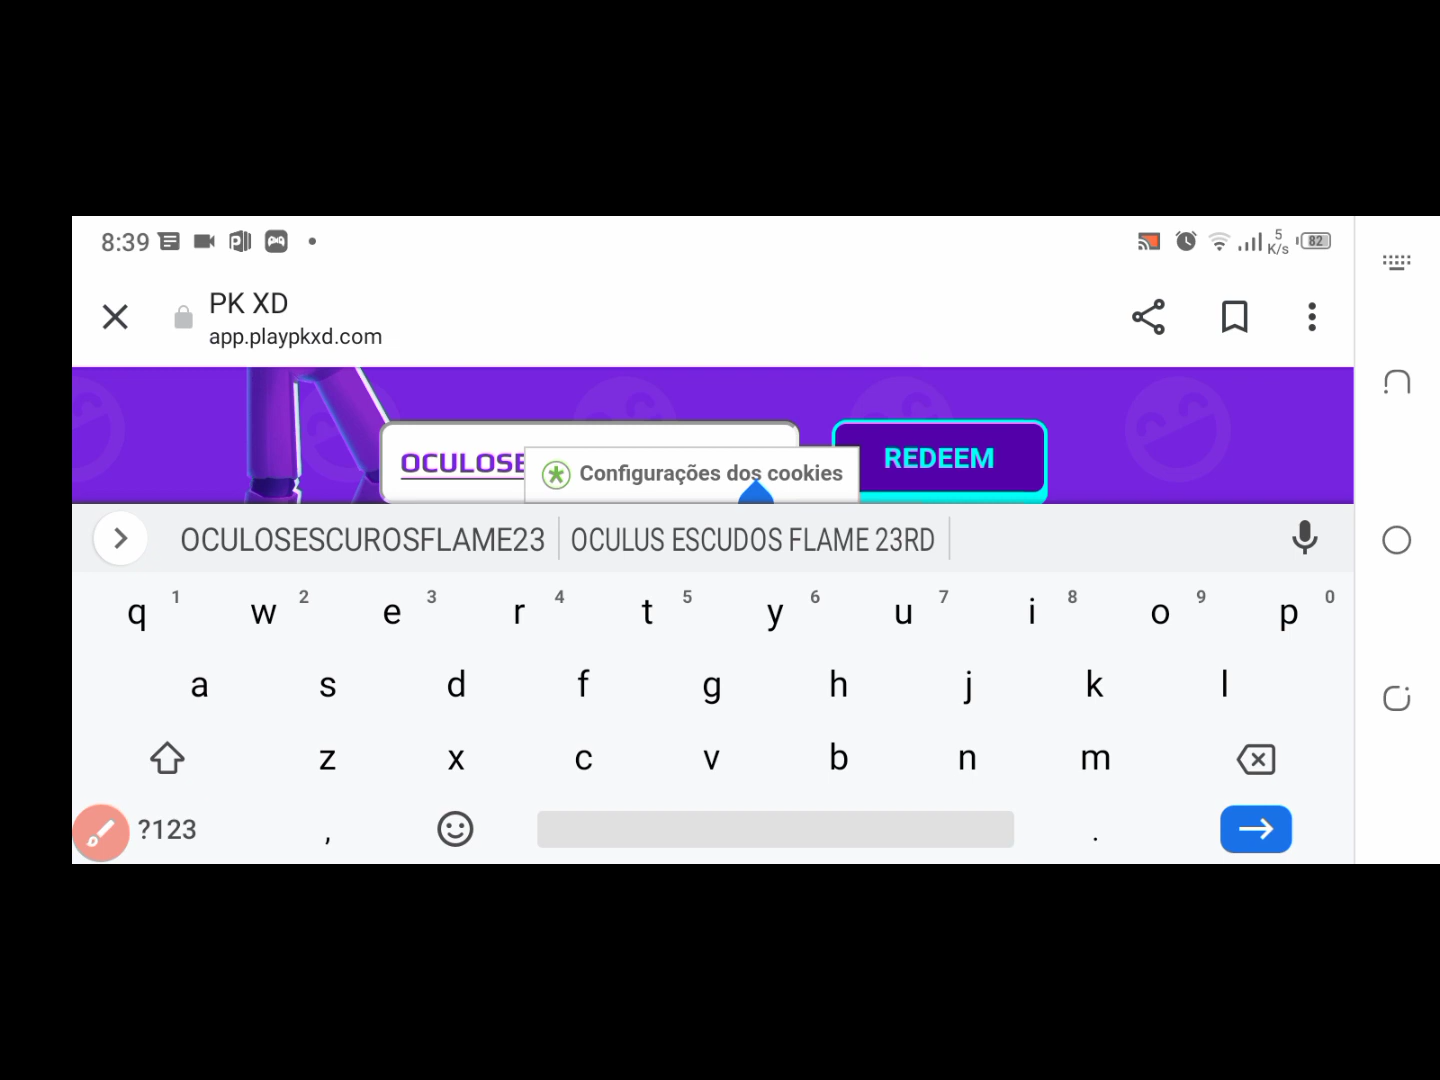 8:39
5 K/s
82
PK XD
app.playpkxd.com
OCULOSE
Configurações dos cookies
REDEEM
OCULOSESCUROSFLAME23
OCULUS ESCUDOS FLAME 23RD
q 1 w 2 e 3 r 4 t 5 y 6 u 7 i 8 o 9 p 0
a s d f g h j k l
z x c v b n m
?123 , .